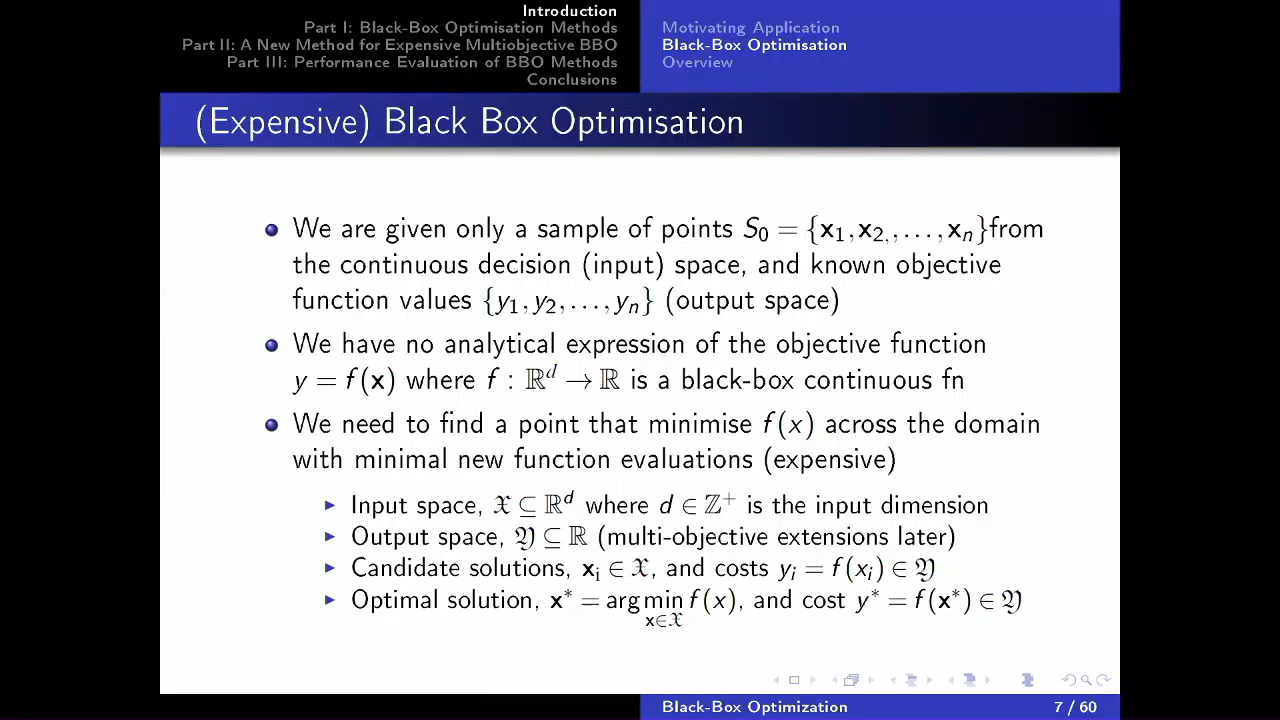 Introduction
Part I: Black-Box Optimisation Methods
Part II: A New Method for Expensive Multiobjective BBO
Part III: Performance Evaluation of BBO Methods
Conclusions
Motivating Application
Black-Box Optimisation
Overview
(Expensive) Black Box Optimisation
We are given only a sample of points S₀ = {x₁, x₂,, . . . , xₙ}from
the continuous decision (input) space, and known objective
function values {y₁, y₂, . . . , yₙ} (output space)
We have no analytical expression of the objective function
y = f(x) where f : ℝᵈ → ℝ is a black-box continuous fn
We need to find a point that minimise f(x) across the domain
with minimal new function evaluations (expensive)
Input space, 𝔛 ⊆ ℝᵈ where d ∈ ℤ⁺ is the input dimension
Output space, 𝔜 ⊆ ℝ (multi-objective extensions later)
Candidate solutions, xᵢ ∈ 𝔛, and costs yᵢ = f(xᵢ) ∈ 𝔜
Optimal solution, x* = arg min f(x), and cost y* = f(x*) ∈ 𝔜
x∈𝔛
Black-Box Optimization
7 / 60